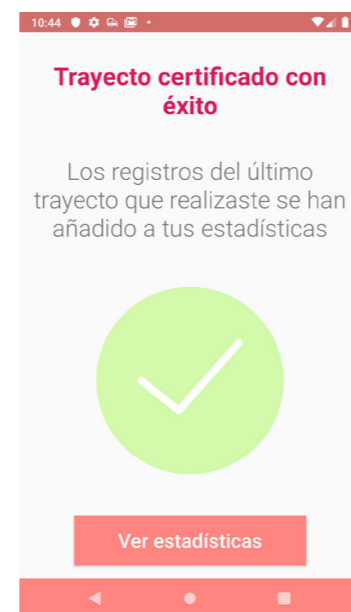 10:44
Trayecto certificado con
éxito
Los registros del último
trayecto que realizaste se han
añadido a tus estadísticas
Ver estadísticas